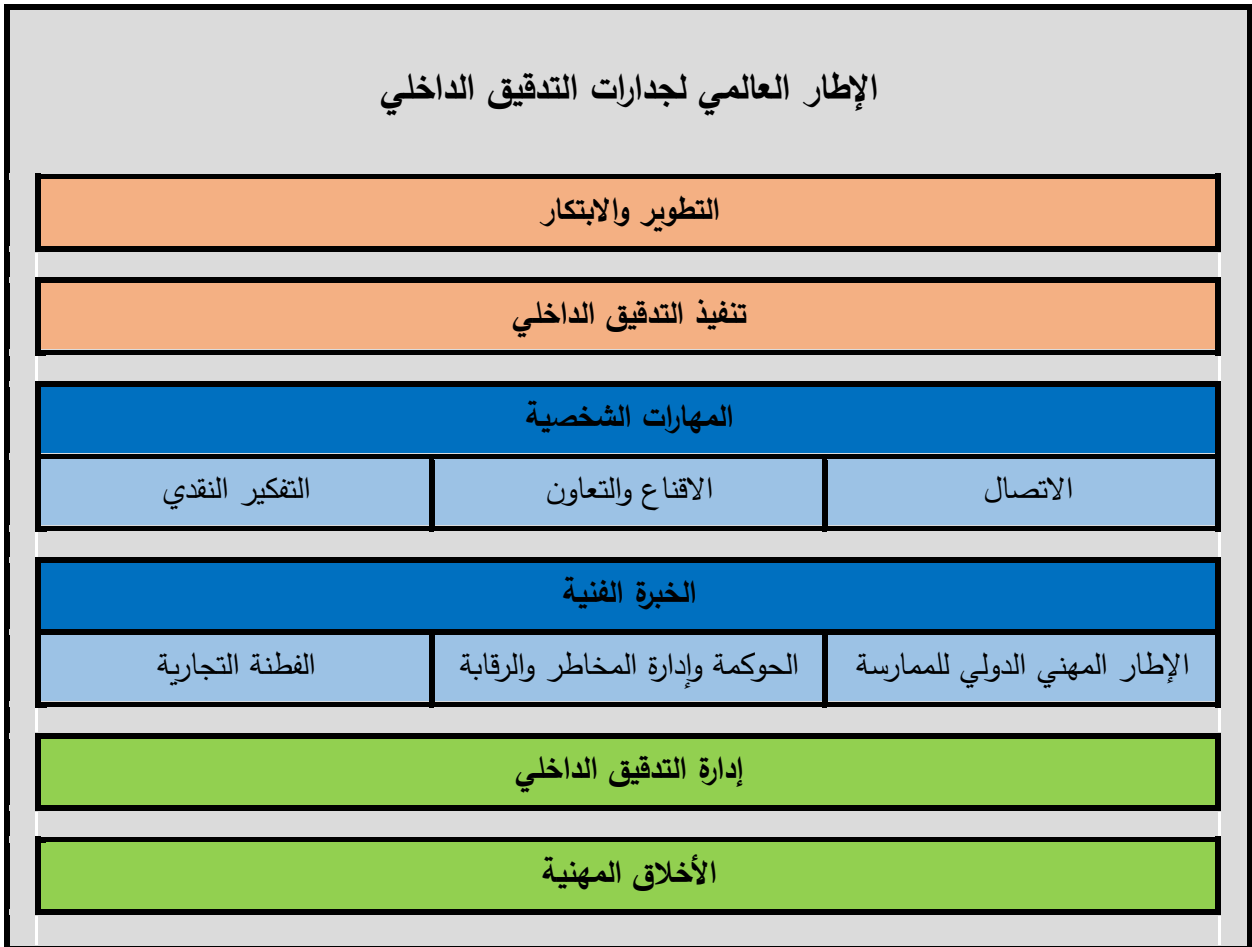 الإطار العالمي لجدارات التدقيق الداخلي
التطوير والابتكار
تنفيذ التدقيق الداخلي
المهارات الشخصية
الاتصال
الاقناع والتعاون
التفكير النقدي
الخبرة الفنية
الإطار المهني الدولي للممارسة
الحوكمة وإدارة المخاطر والرقابة
الفطنة التجارية
إدارة التدقيق الداخلي
الأخلاق المهنية